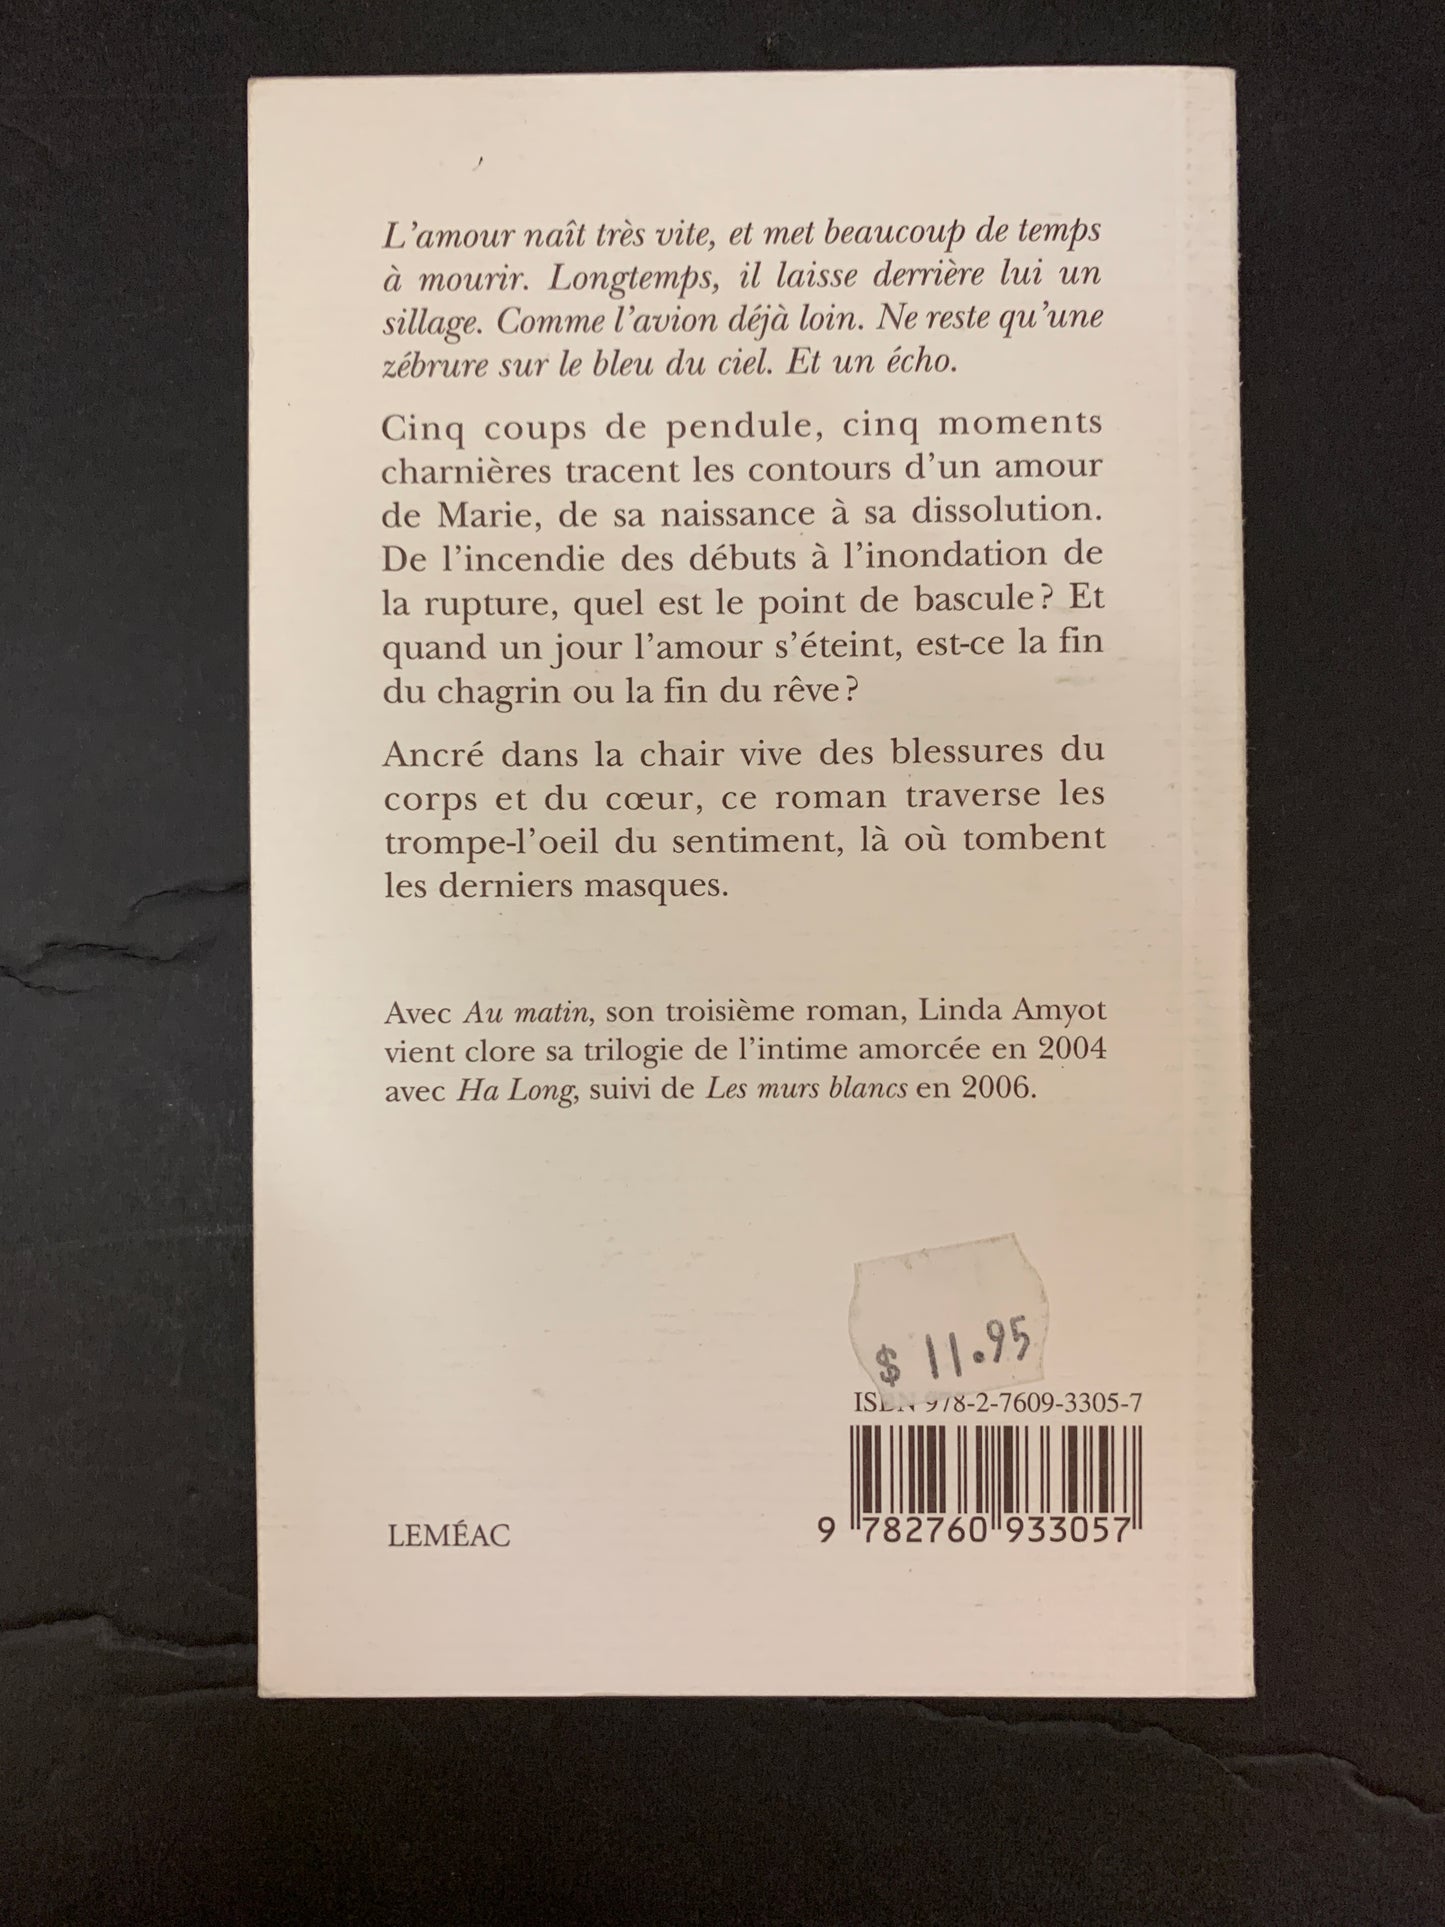 L'amour naît très vite, et met beaucoup de temps
à mourir. Longtemps, il laisse derrière lui un
sillage. Comme l'avion déjà loin. Ne reste qu'une
zébrure sur le bleu du ciel. Et un écho.
Cinq coups de pendule, cinq moments
charnières tracent les contours d'un amour
de Marie, de sa naissance à sa dissolution.
De l'incendie des débuts à l'inondation de
la rupture, quel est le point de bascule ? Et
quand un jour l'amour s'éteint, est-ce la fin
du chagrin ou la fin du rêve ?
Ancré dans la chair vive des blessures du
corps et du cœur, ce roman traverse les
trompe-l'oeil du sentiment, là où tombent
les derniers masques.
Avec Au matin, son troisième roman, Linda Amyot
vient clore sa trilogie de l'intime amorcée en 2004
avec Ha Long, suivi de Les murs blancs en 2006.
$ 11.95
ISBN 978-2-7609-3305-7
9 782760 933057
LEMÉAC